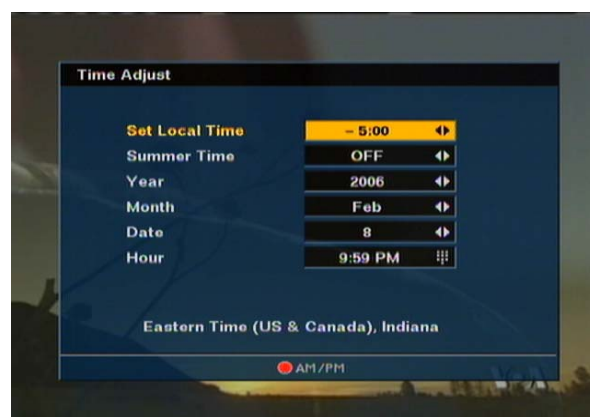 Time Adjust
Set Local Time – 5:00
Summer Time OFF
Year 2006
Month Feb
Date 8
Hour 9:59 PM
Eastern Time (US & Canada), Indiana
AM/PM
VOA